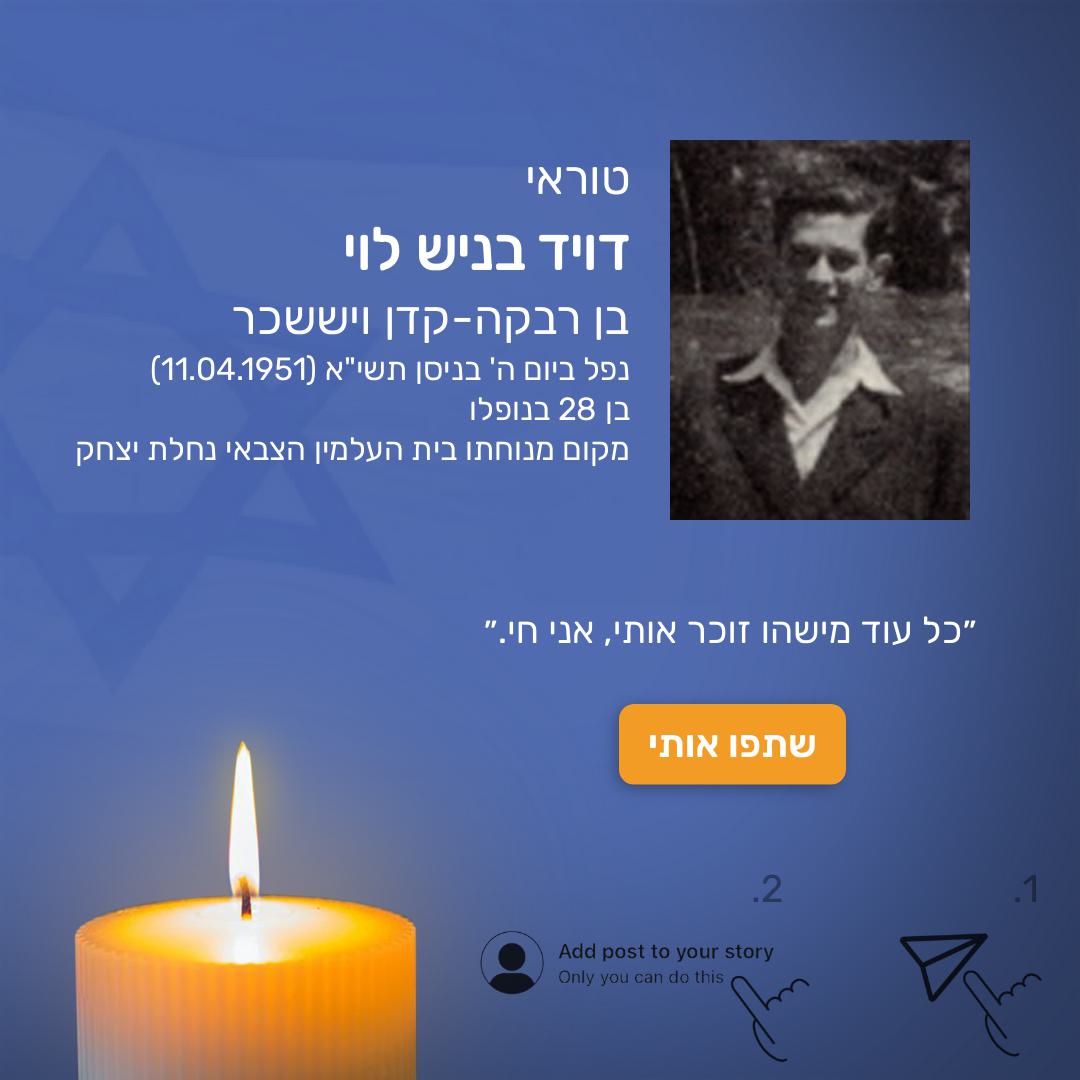 טוראי
דויד בניש לוי
בן רבקה-קדן ויששכר
נפל ביום ה' בניסן תשי"א (11.04.1951)
בן 28 בנופלו
מקום מנוחתו בית העלמין הצבאי נחלת יצחק
״כל עוד מישהו זוכר אותי, אני חי.״
שתפו אותי
1.
2.
Add post to your story
Only you can do this